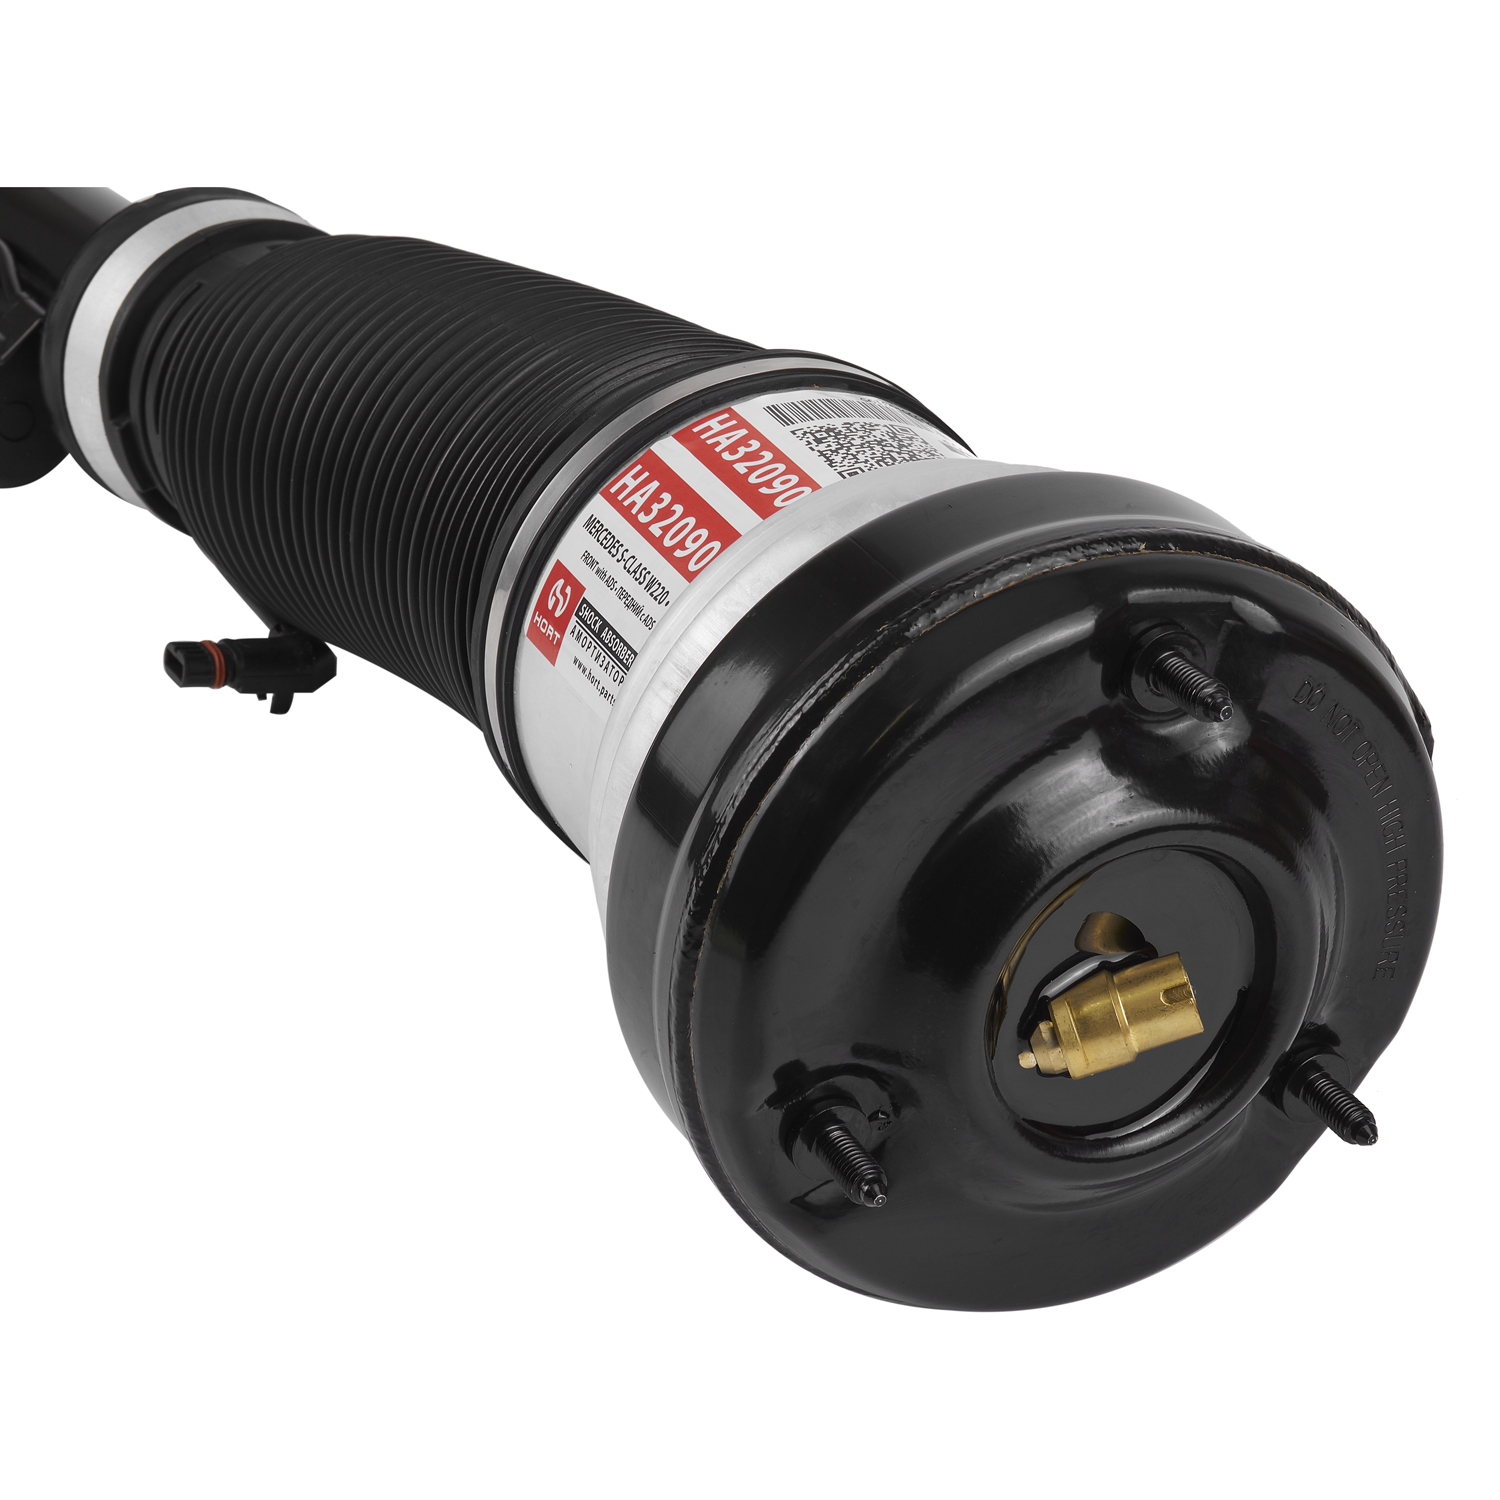 HA32090
HA32090
MERCEDES S-CLASS W220
FRONT with ADS • ПЕРЕДНИЙ с ADS
HORT
SHOCK ABSORBER
АМОРТИЗАТОР
www.hort.parts
DO NOT OPEN HIGH PRESSURE